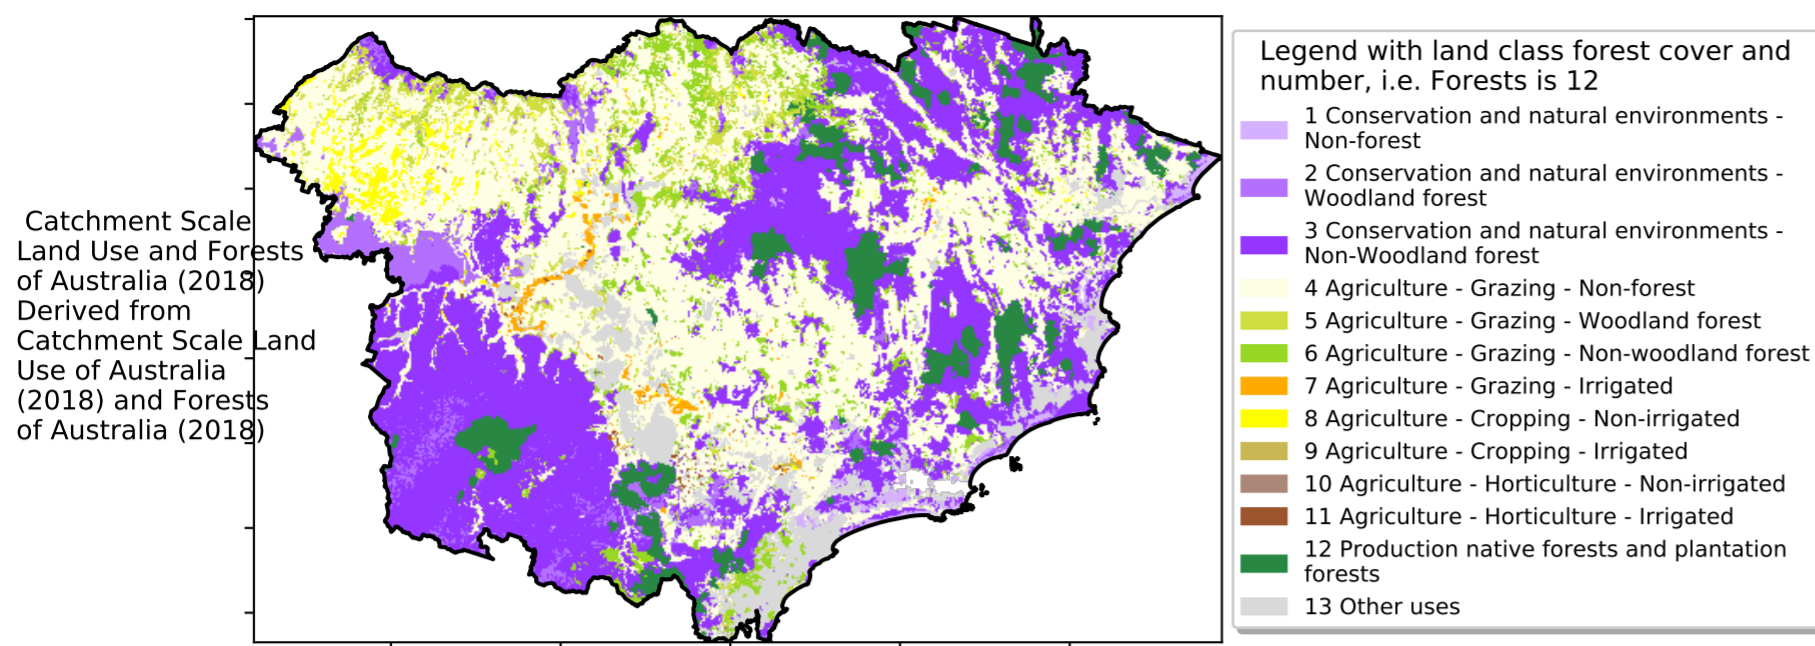 Catchment Scale
Land Use and Forests
of Australia (2018)
Derived from
Catchment Scale Land
Use of Australia
(2018) and Forests
of Australia (2018)
Legend with land class forest cover and
number, i.e. Forests is 12
1 Conservation and natural environments -
Non-forest
2 Conservation and natural environments -
Woodland forest
3 Conservation and natural environments -
Non-Woodland forest
4 Agriculture - Grazing - Non-forest
5 Agriculture - Grazing - Woodland forest
6 Agriculture - Grazing - Non-woodland forest
7 Agriculture - Grazing - Irrigated
8 Agriculture - Cropping - Non-irrigated
9 Agriculture - Cropping - Irrigated
10 Agriculture - Horticulture - Non-irrigated
11 Agriculture - Horticulture - Irrigated
12 Production native forests and plantation
forests
13 Other uses